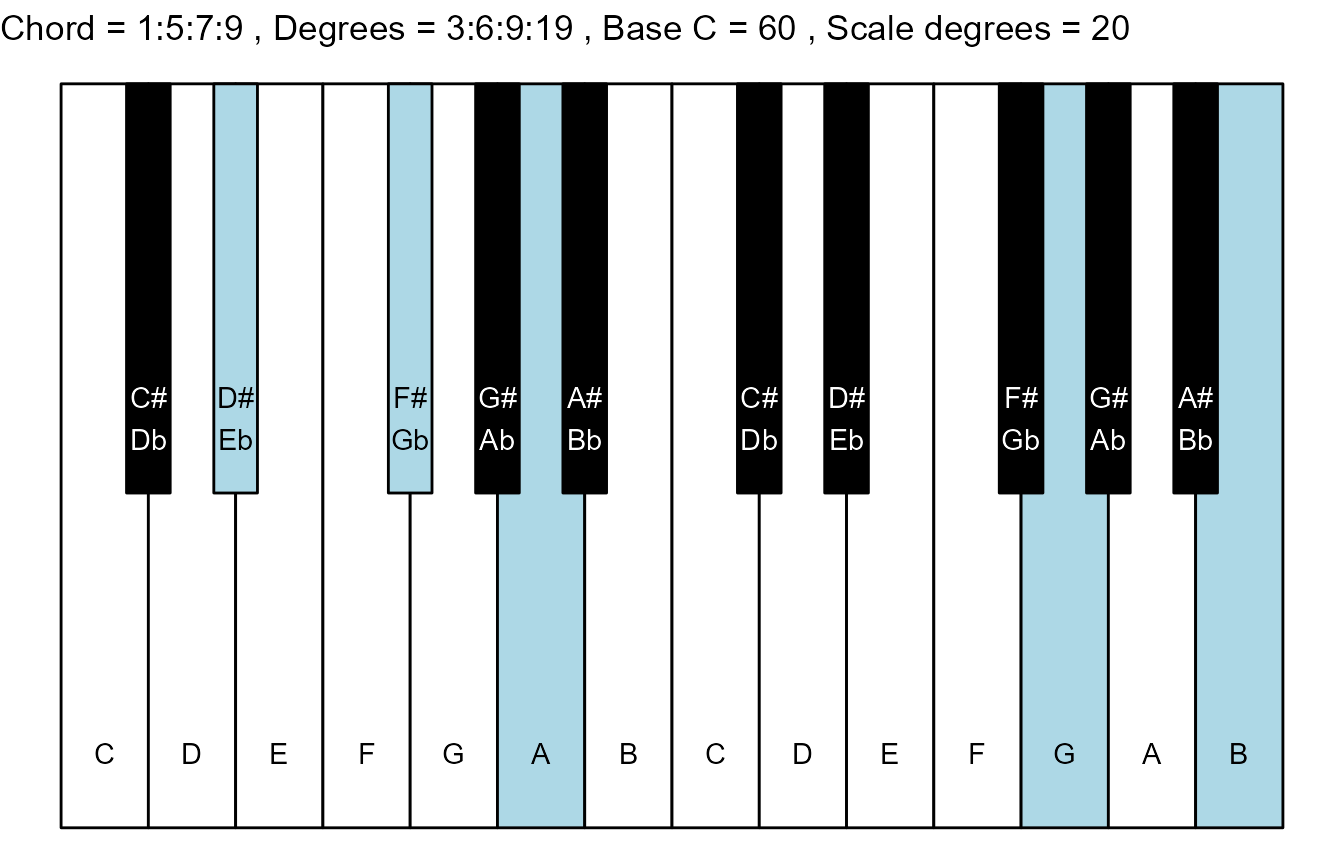 Chord = 1:5:7:9 , Degrees = 3:6:9:19 , Base C = 60 , Scale degrees = 20
C# D# F# G# A# C# D# F# G# A#
Db Eb Gb Ab Bb Db Eb Gb Ab Bb
C D E F G A B C D E F G A B